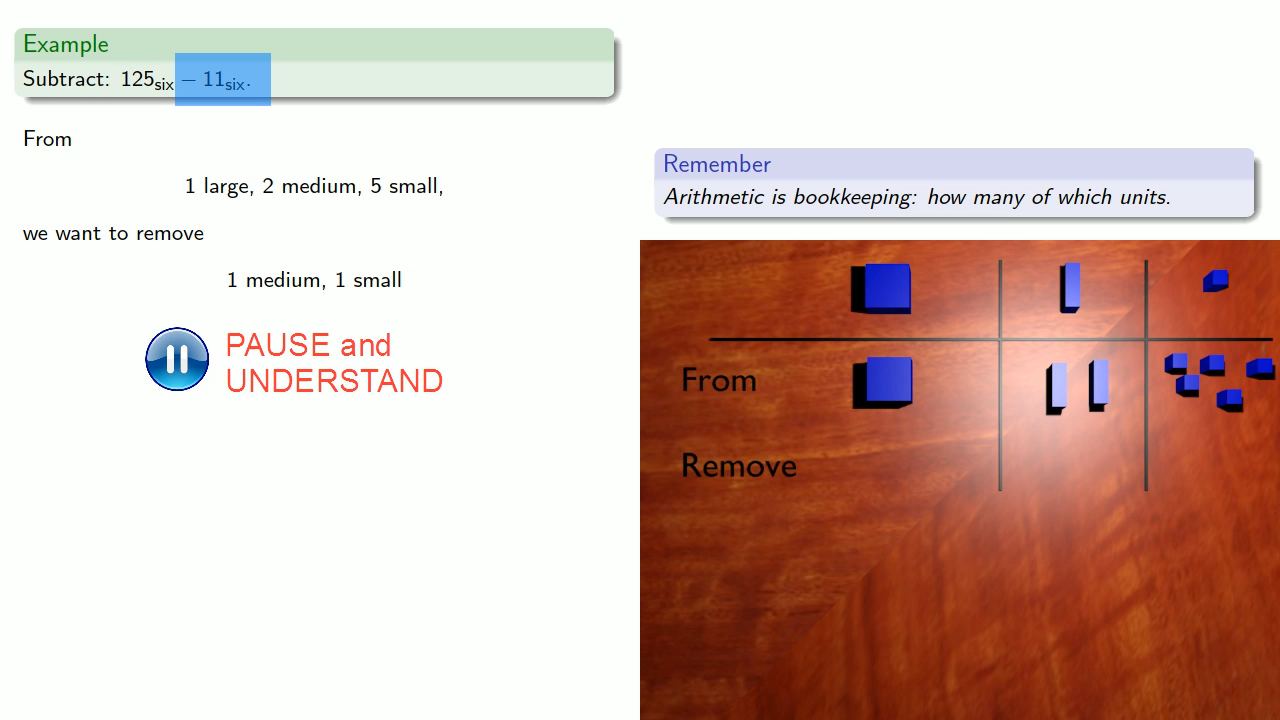 Example
Subtract: 125six − 11six.
From
1 large, 2 medium, 5 small,
we want to remove
1 medium, 1 small
PAUSE and
UNDERSTAND
Remember
Arithmetic is bookkeeping: how many of which units.
From
Remove